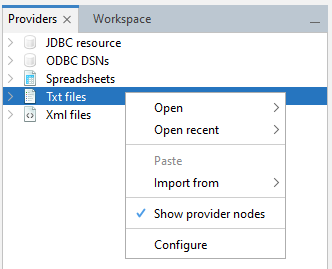 Providers Workspace
JDBC resource
ODBC DSNs
Spreadsheets
Txt files
Xml files
Open
Open recent
Paste
Import from
Show provider nodes
Configure